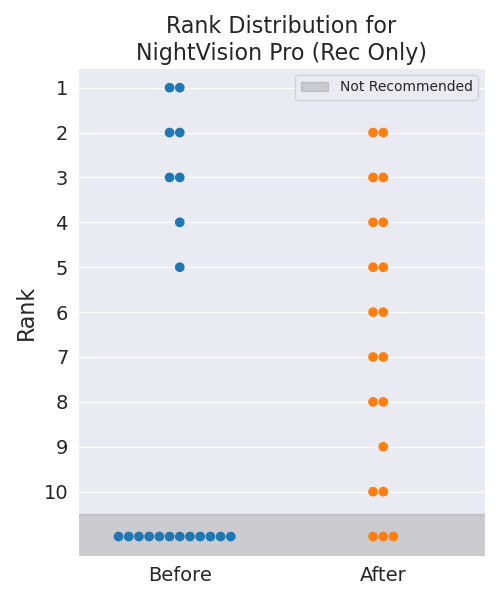 Rank Distribution for
NightVision Pro (Rec Only)
Not Recommended
1
2
3
4
5
6
7
8
9
10
Rank
Before
After